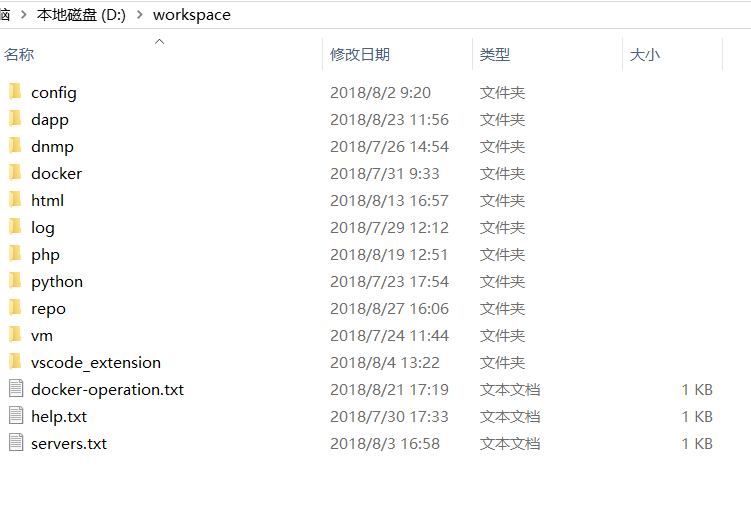 脑 > 本地磁盘 (D:) > workspace
名称 修改日期 类型 大小
config 2018/8/2 9:20 文件夹
dapp 2018/8/23 11:56 文件夹
dnmp 2018/7/26 14:54 文件夹
docker 2018/7/31 9:33 文件夹
html 2018/8/13 16:57 文件夹
log 2018/7/29 12:12 文件夹
php 2018/8/19 12:51 文件夹
python 2018/7/23 17:54 文件夹
repo 2018/8/27 16:06 文件夹
vm 2018/7/24 11:44 文件夹
vscode_extension 2018/8/4 13:22 文件夹
docker-operation.txt 2018/8/21 17:19 文本文档 1 KB
help.txt 2018/7/30 17:33 文本文档 1 KB
servers.txt 2018/8/3 16:58 文本文档 1 KB